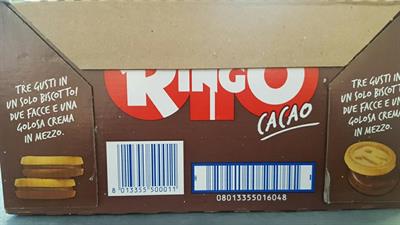 RINGO
CACAO
TRE GUSTI IN
UN SOLO BISCOTTO!
DUE FACCE E UNA
GOLOSA CREMA
IN MEZZO.
TRE GUSTI IN
UN SOLO BISCOTTO!
DUE FACCE E UNA
GOLOSA CREMA
IN MEZZO.
8 013355 500011
08013355016048